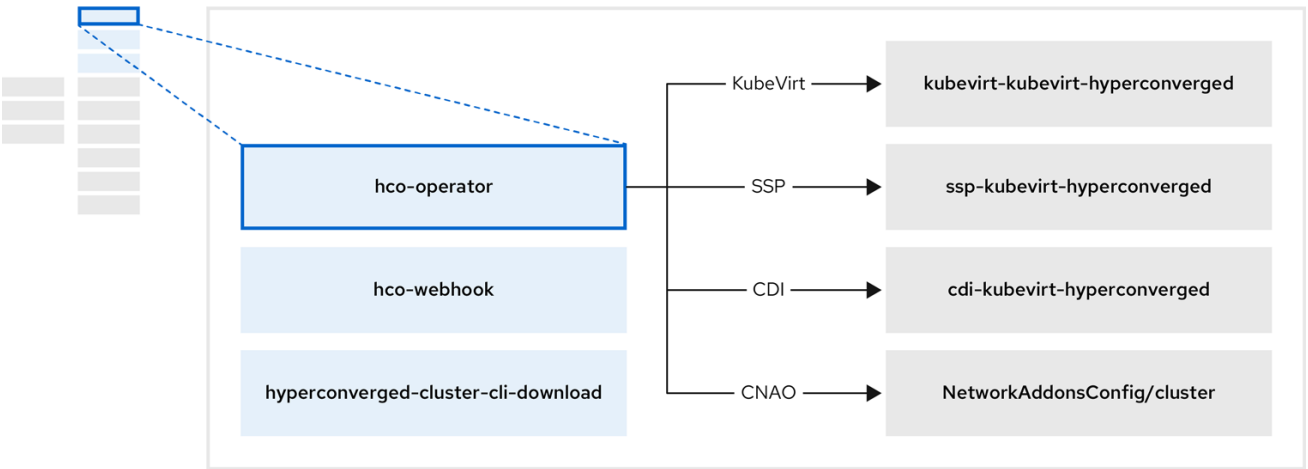 hco-operator
hco-webhook
hyperconverged-cluster-cli-download
KubeVirt
SSP
CDI
CNAO
kubevirt-kubevirt-hyperconverged
ssp-kubevirt-hyperconverged
cdi-kubevirt-hyperconverged
NetworkAddonsConfig/cluster